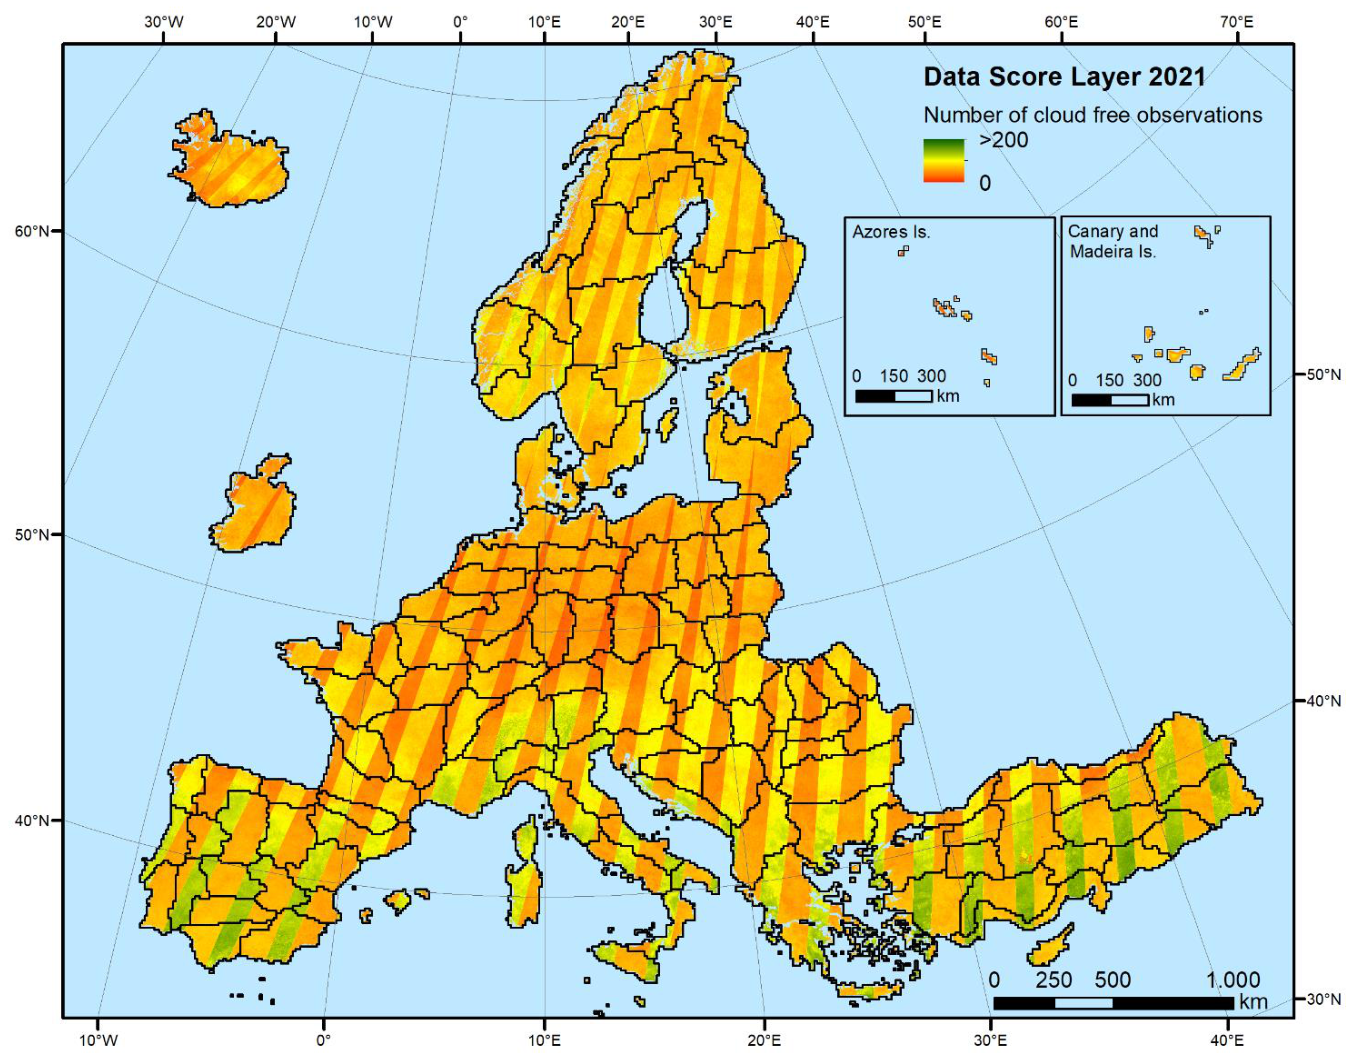 30°W 20°W 10°W 0° 10°E 20°E 30°E 40°E 50°E 60°E 70°E
Data Score Layer 2021
Number of cloud free observations
>200
0
60°N
Azores Is.
0 150 300
km
Canary and
Madeira Is.
0 150 300
km
50°N
50°N
40°N
40°N
0 250 500 1.000
km
30°N
10°W 0° 10°E 20°E 30°E 40°E